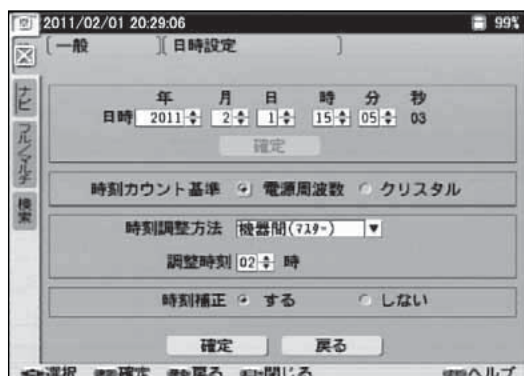 2011/02/01 20:29:06 99%
一般 日時設定
ナビ
フル/マルチ
検索
年 月 日 時 分 秒
日時 2011 2 1 15 05 03
確定
時刻カウント基準 電源周波数 クリスタル
時刻調整方法 機器間(マスター)
調整時刻 02 時
時刻補正 する しない
確定 戻る
選択 確定 戻る 閉じる ヘルプ